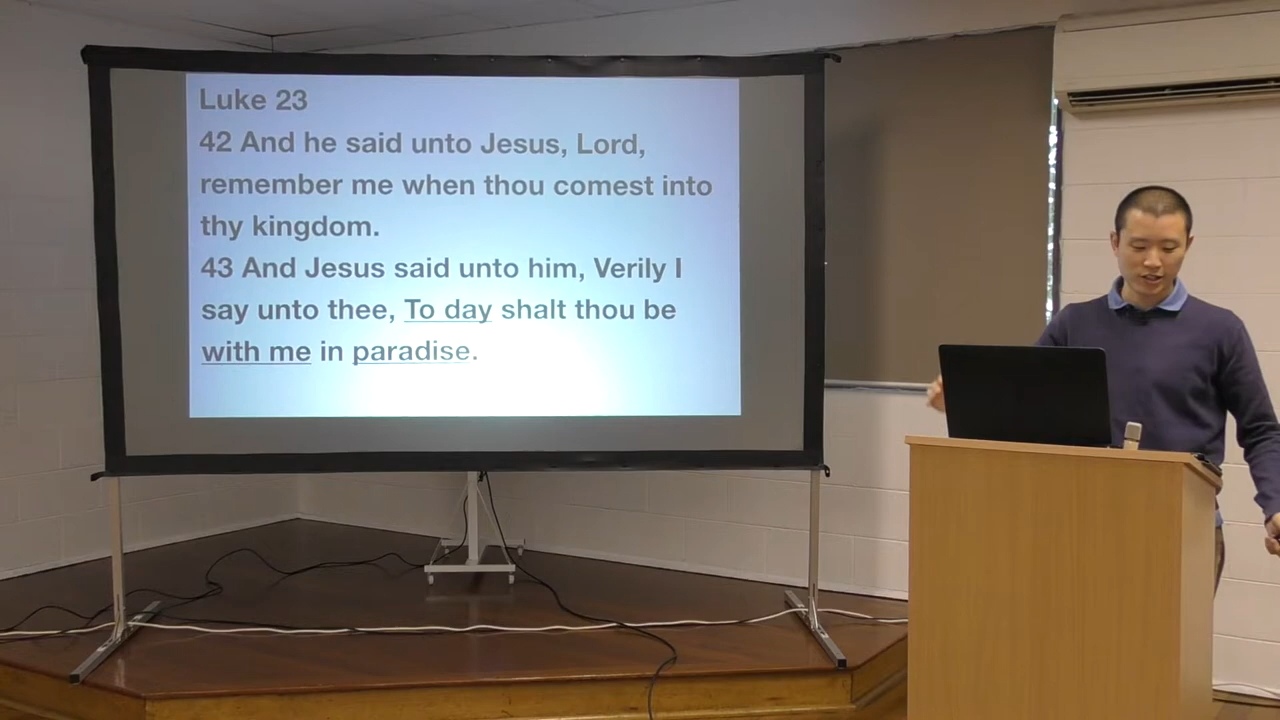 Luke 23
42 And he said unto Jesus, Lord,
remember me when thou comest into
thy kingdom.
43 And Jesus said unto him, Verily I
say unto thee, To day shalt thou be
with me in paradise.